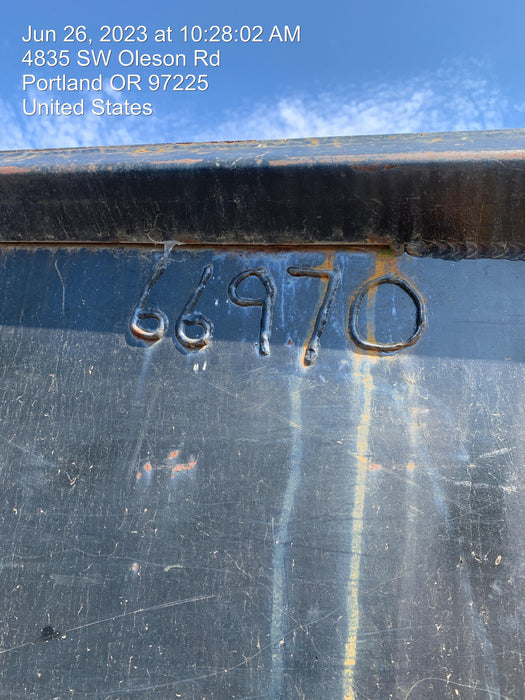 Jun 26, 2023 at 10:28:02 AM
4835 SW Oleson Rd
Portland OR 97225
United States
66970